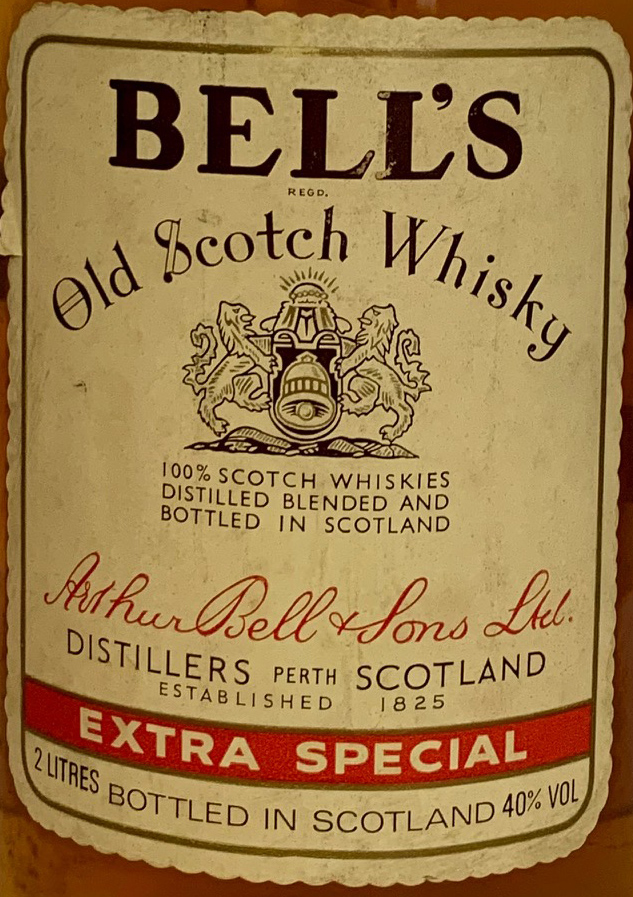 BELL'S
REGD.
Old Scotch Whisky
100% SCOTCH WHISKIES
DISTILLED BLENDED AND
BOTTLED IN SCOTLAND
Arthur Bell & Sons Ltd.
DISTILLERS PERTH SCOTLAND
ESTABLISHED 1825
EXTRA SPECIAL
2 LITRES BOTTLED IN SCOTLAND 40% VOL